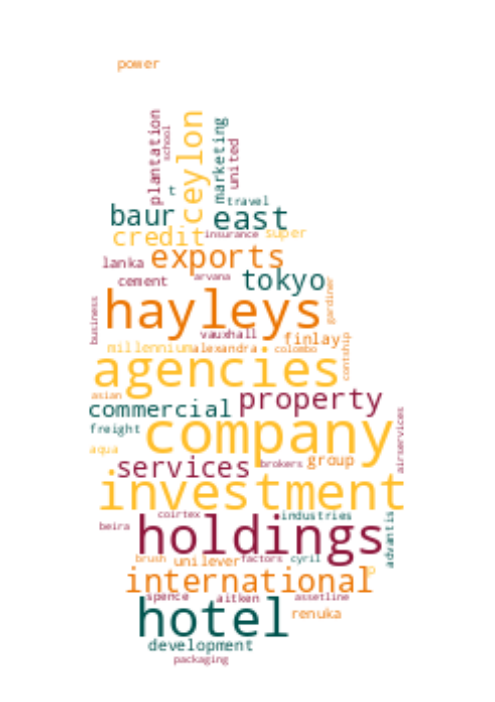 power
plantation
school
ceylon
marketing
united
t
travel
baur
east
credit
insurance
super
exports
lanka
arvana
cement
tokyo
gardiner
business
hayleys
vauxhall
finlay
contship
millennium
alexandra
colombo
agencies
asian
property
commercial
freight
company
airservices
aqua
services
brokers
group
investment
coirtex
industries
beira
advantis
holdings
brush
unilever
factors
cyril
p
international
spence
aitken
assetline
hotel
renuka
development
packaging